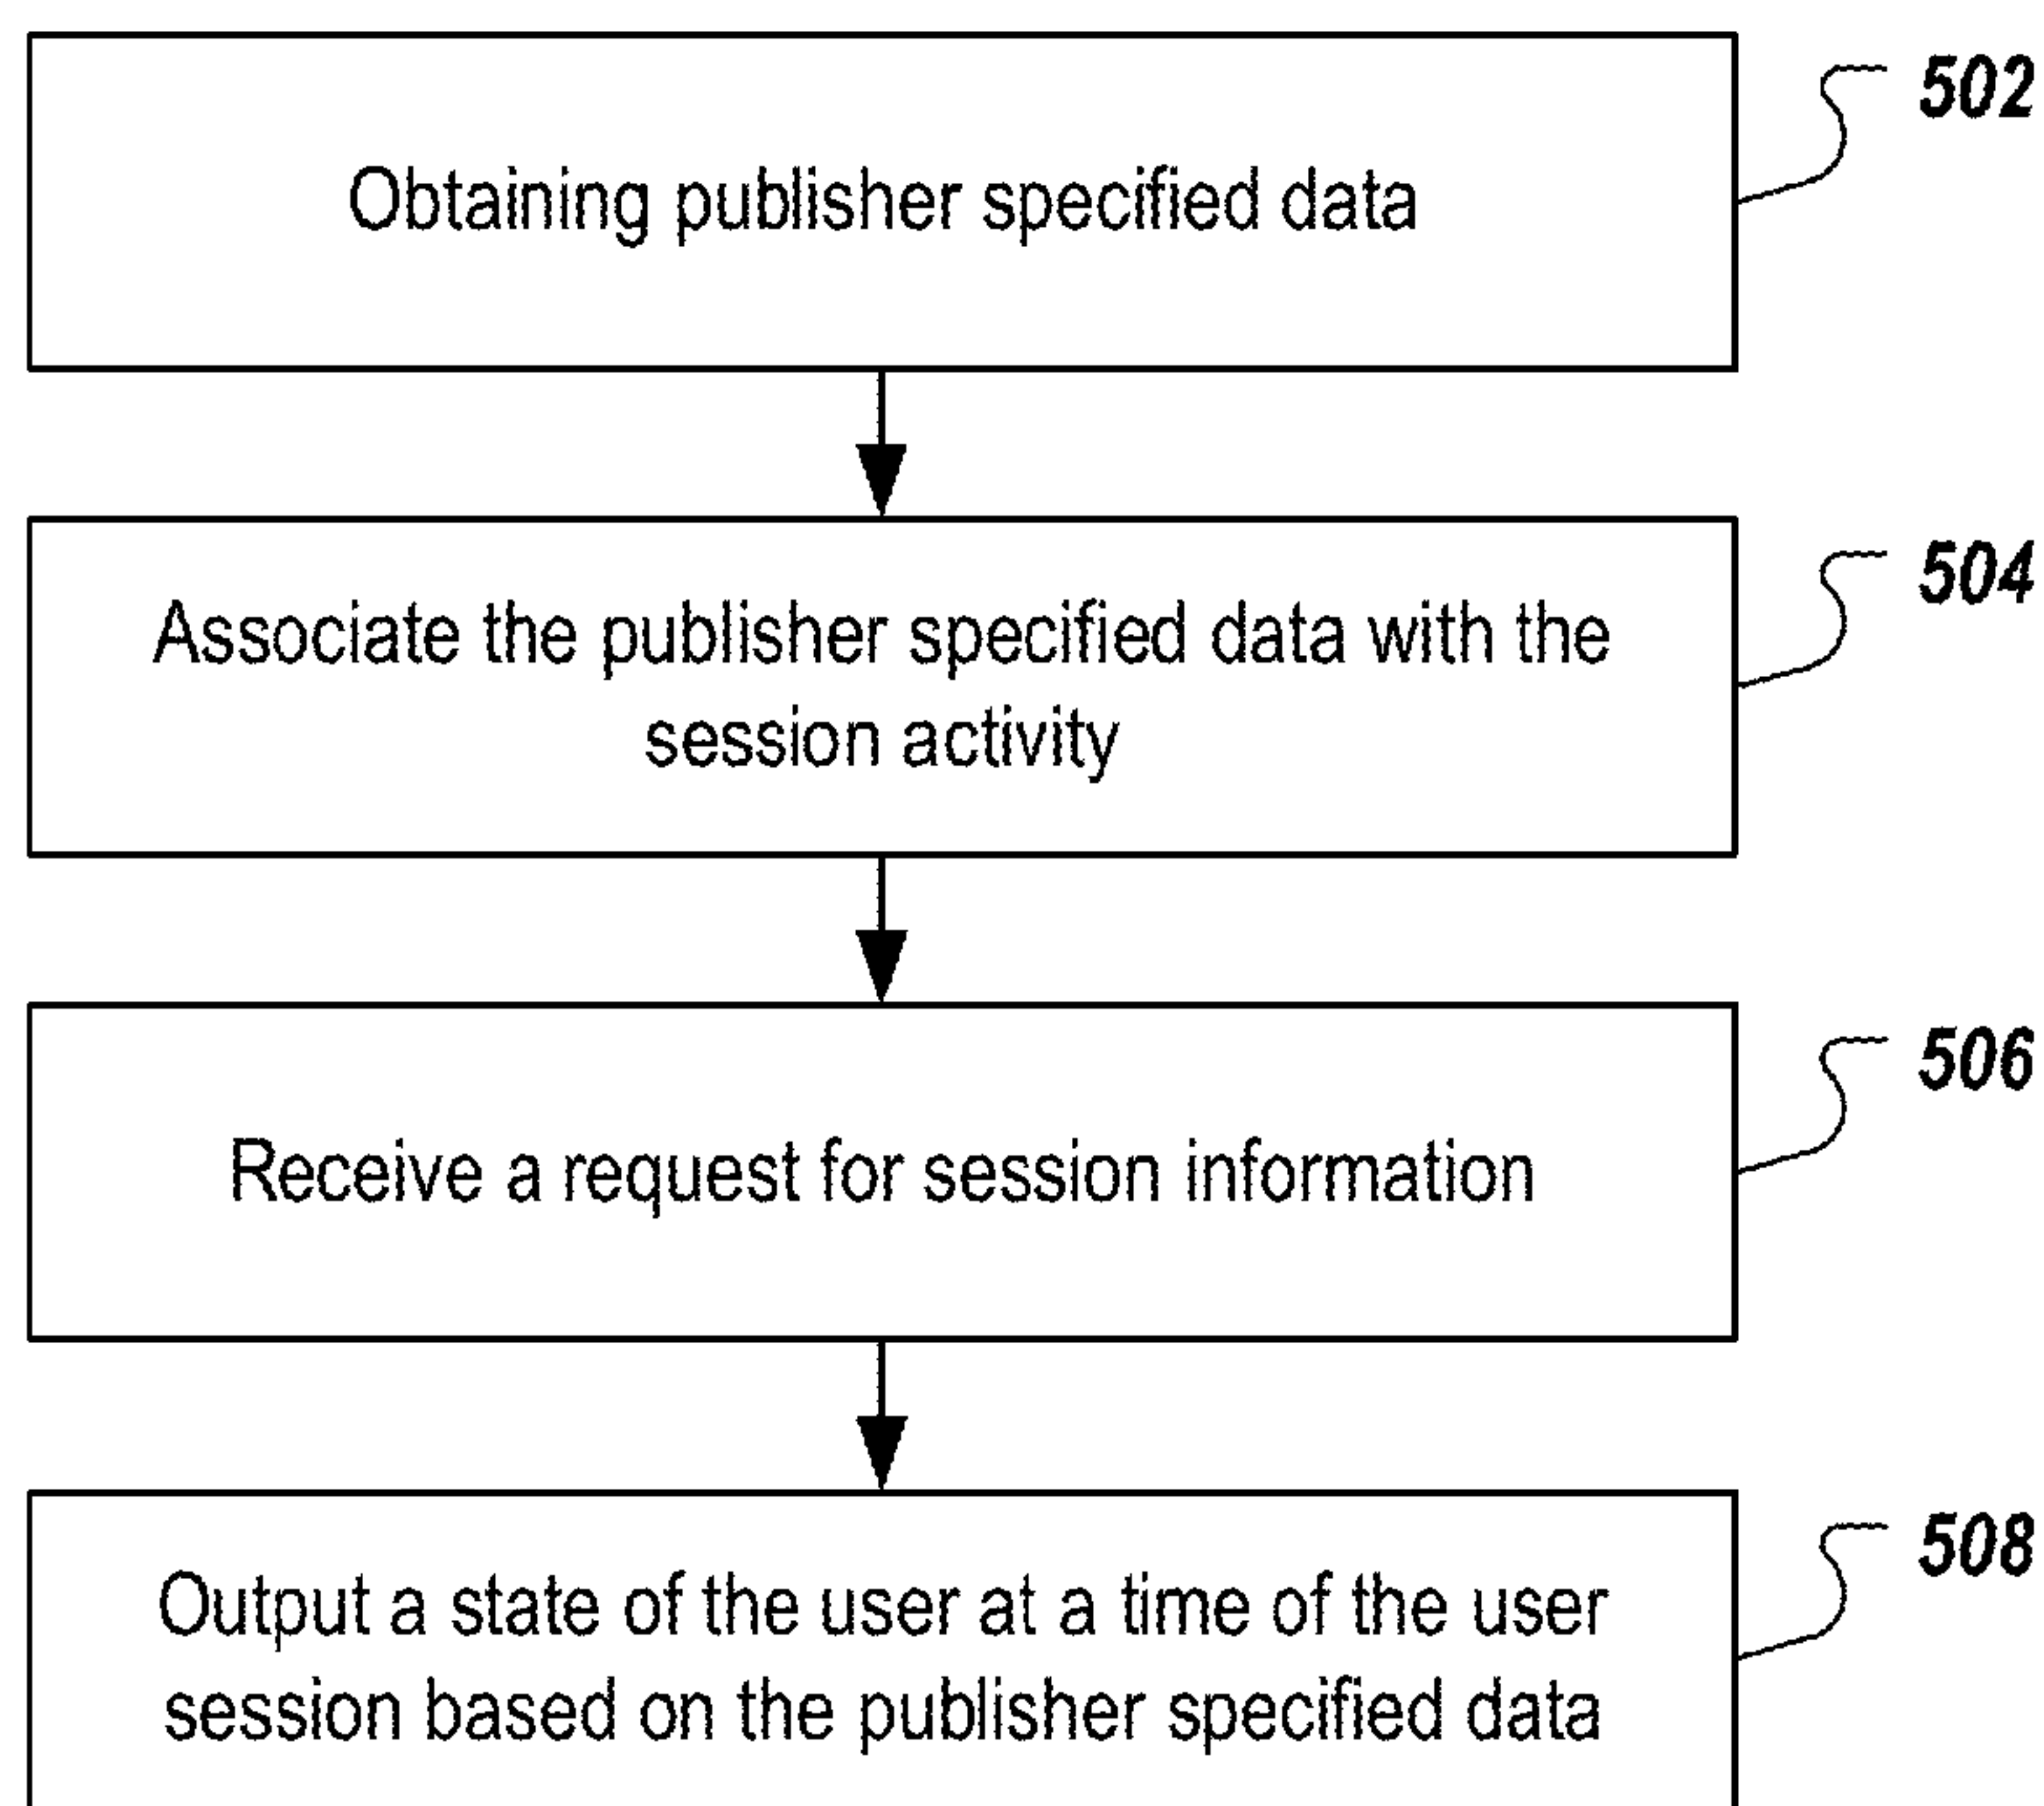 502
Obtaining publisher specified data
504
Associate the publisher specified data with the
session activity
506
Receive a request for session information
508
Output a state of the user at a time of the user
session based on the publisher specified data